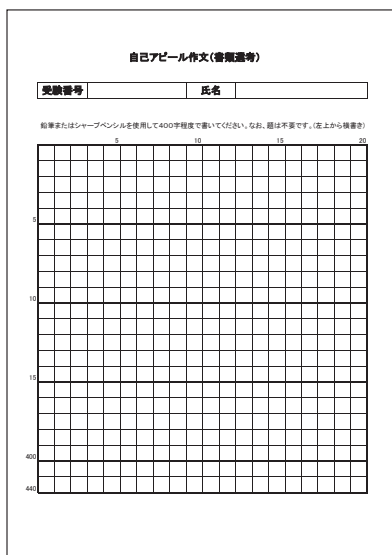 自己アピール作文(書類選考)
受験番号 氏名
鉛筆またはシャープペンシルを使用して400字程度で書いてください。なお、題は不要です。(左上から横書き)
5 10 15 20
5
10
15
400
440